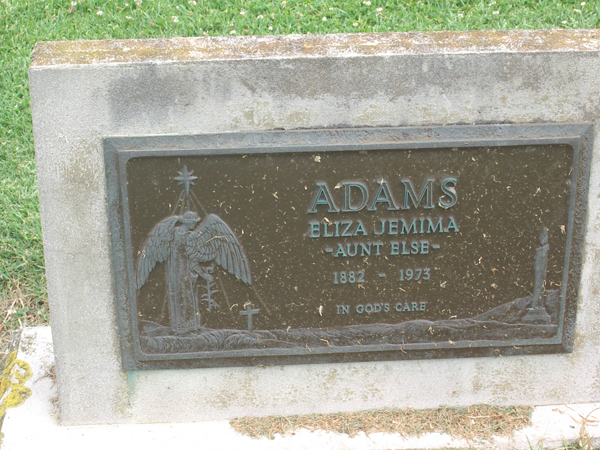 ADAMS
ELIZA JEMIMA
-AUNT ELSE-
1882 - 1973
IN GOD'S CARE